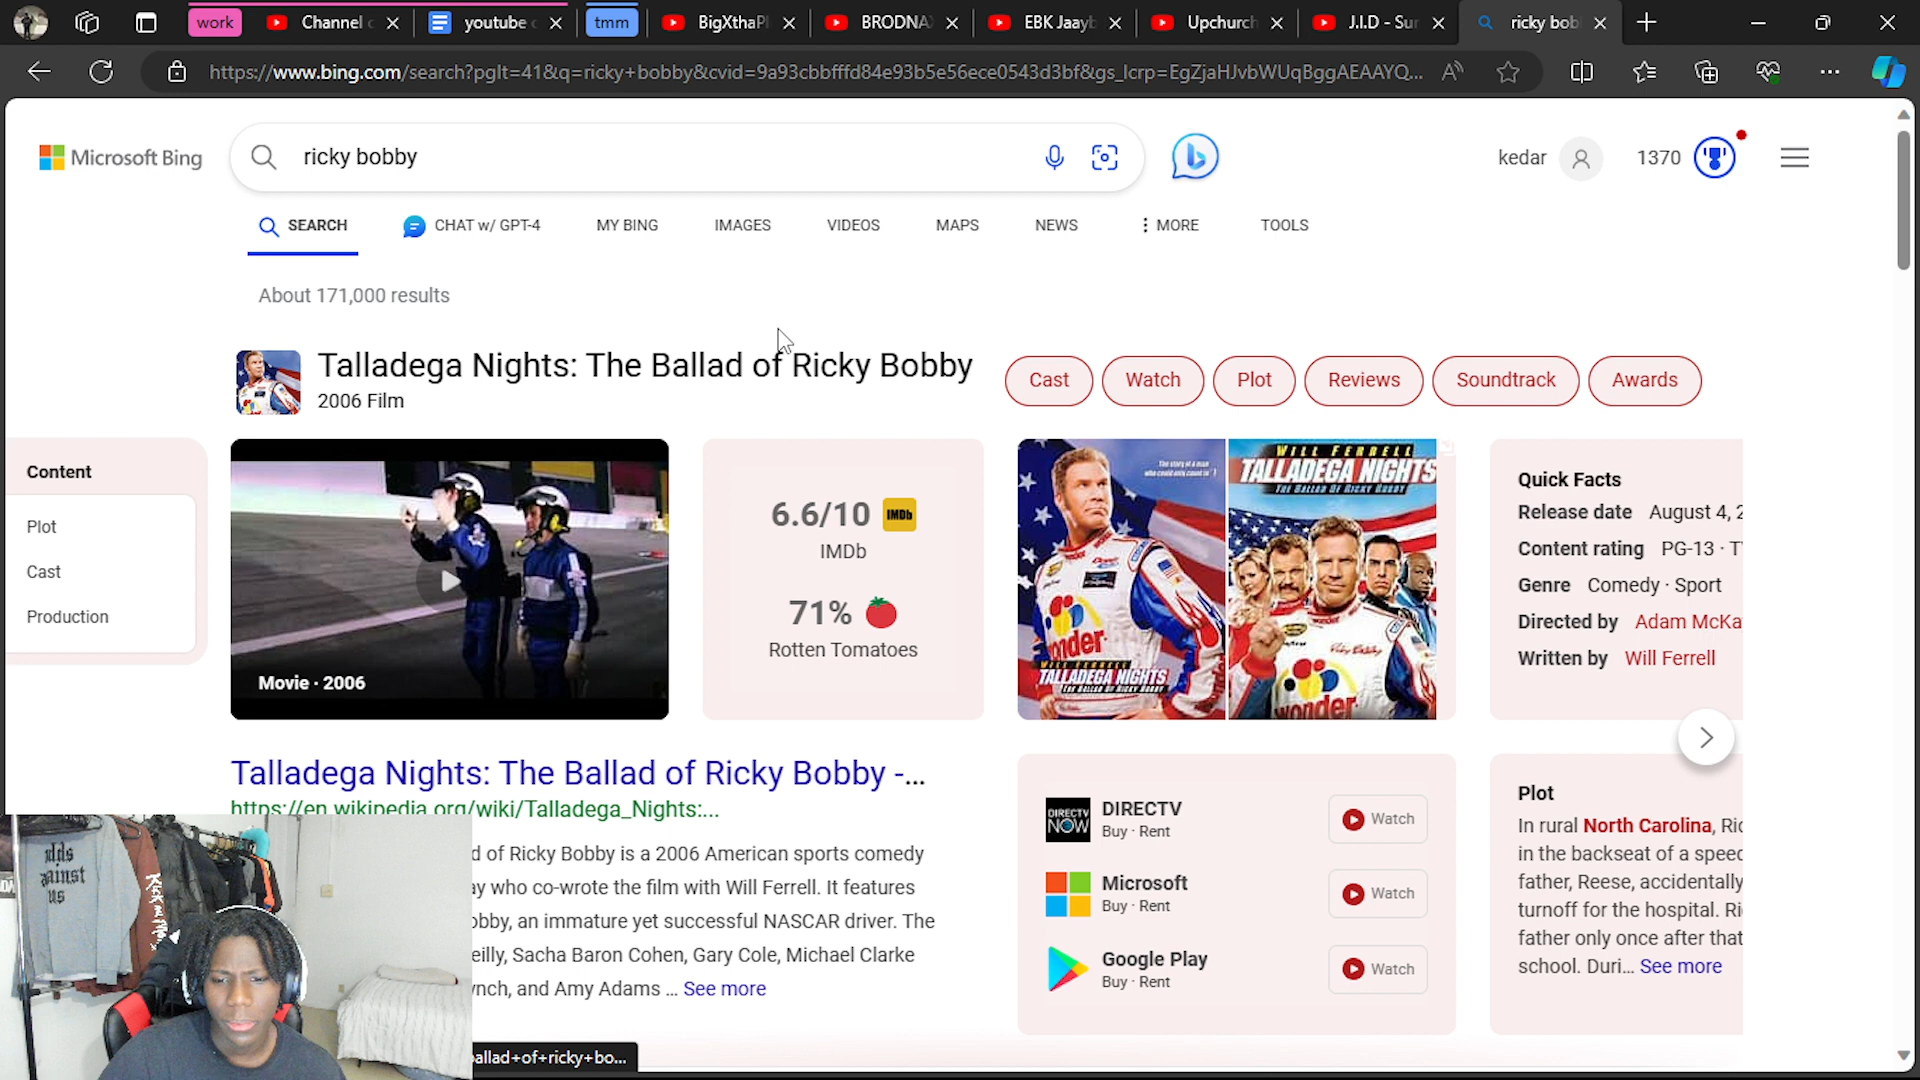 work
Channel
youtube
tmm
BigXthaPl
BRODNA
EBK Jaayb
Upchurch
J.I.D - Sur
ricky bob
https://www.bing.com/search?pglt=41&q=ricky+bobby&cvid=9a93cbbfffd84e93b5e56ece0543d3bf&gs_lcrp=EgZjaHJvbWUqBggAEAAYQ...
Microsoft Bing
ricky bobby
kedar
1370
SEARCH
CHAT w/ GPT-4
MY BING
IMAGES
VIDEOS
MAPS
NEWS
MORE
TOOLS
About 171,000 results
Talladega Nights: The Ballad of Ricky Bobby
2006 Film
Cast
Watch
Plot
Reviews
Soundtrack
Awards
Content
Plot
Cast
Production
Movie · 2006
6.6/10 IMDb
IMDb
71%
Rotten Tomatoes
wonder
WILL FERRELL
TALLADEGA NIGHTS
THE BALLAD OF RICKY BOBBY
WILL FERRELL
TALLADEGA NIGHTS
THE BALLAD OF RICKY BOBBY
wonder
Quick Facts
Release date August 4, 2
Content rating PG-13 · T
Genre Comedy · Sport
Directed by Adam McKa
Written by Will Ferrell
Talladega Nights: The Ballad of Ricky Bobby -...
https://en.wikipedia.org/wiki/Talladega_Nights:...
d of Ricky Bobby is a 2006 American sports comedy
ay who co-wrote the film with Will Ferrell. It features
obby, an immature yet successful NASCAR driver. The
eilly, Sacha Baron Cohen, Gary Cole, Michael Clarke
ynch, and Amy Adams ... See more
DIRECTV NOW
DIRECTV
Buy · Rent
Watch
Microsoft
Buy · Rent
Watch
Google Play
Buy · Rent
Watch
Plot
In rural North Carolina, Ric
in the backseat of a speed
father, Reese, accidentally
turnoff for the hospital. Ri
father only once after that
school. Duri... See more
odds
against
us
allad+of+ricky+bo...